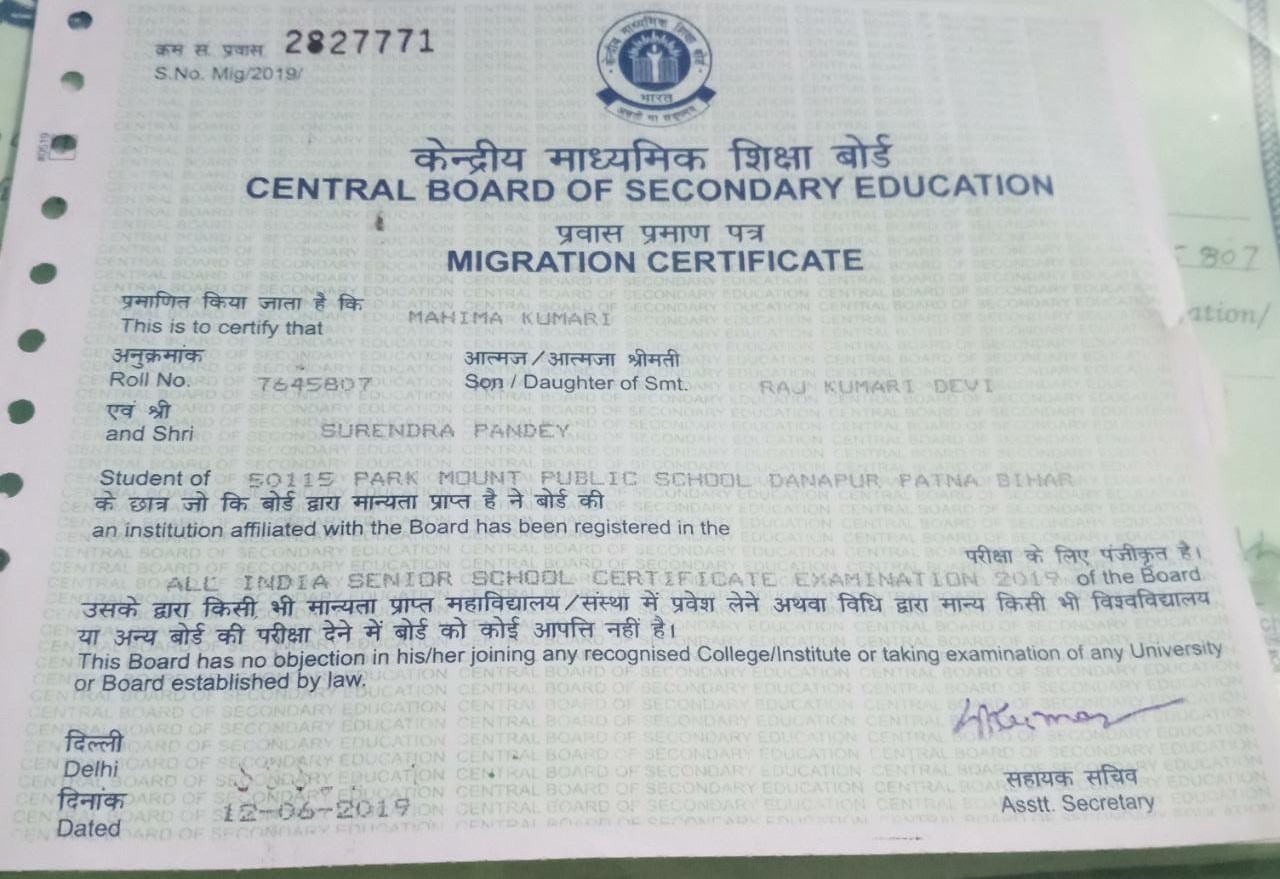 केन्द्रीय माध्यमिक शिक्षा बोर्ड
भारत
असतो मा सद्गमय
क्रम सं. प्रवास 2827771
S.No. Mig/2019/
केन्द्रीय माध्यमिक शिक्षा बोर्ड
CENTRAL BOARD OF SECONDARY EDUCATION
प्रवास प्रमाण पत्र
MIGRATION CERTIFICATE
प्रमाणित किया जाता है कि
This is to certify that MAHIMA KUMARI
अनुक्रमांक आत्मज/आत्मजा श्रीमती
Roll No. 7645807 Son / Daughter of Smt. RAJ KUMARI DEVI
एवं श्री
and Shri SURENDRA PANDEY
Student of 50115 PARK MOUNT PUBLIC SCHOOL DANAPUR PATNA BIHAR
के छात्र जो कि बोर्ड द्वारा मान्यता प्राप्त है ने बोर्ड की
an institution affiliated with the Board has been registered in the
परीक्षा के लिए पंजीकृत है।
ALL INDIA SENIOR SCHOOL CERTIFICATE EXAMINATION 2019 of the Board
उसके द्वारा किसी भी मान्यता प्राप्त महाविद्यालय/संस्था में प्रवेश लेने अथवा विधि द्वारा मान्य किसी भी विश्वविद्यालय
या अन्य बोर्ड की परीक्षा देने में बोर्ड को कोई आपत्ति नहीं है।
This Board has no objection in his/her joining any recognised College/Institute or taking examination of any University
or Board established by law.
दिल्ली
Delhi
दिनांक
Dated 12-06-2019
सहायक सचिव
Asstt. Secretary
807
ation/